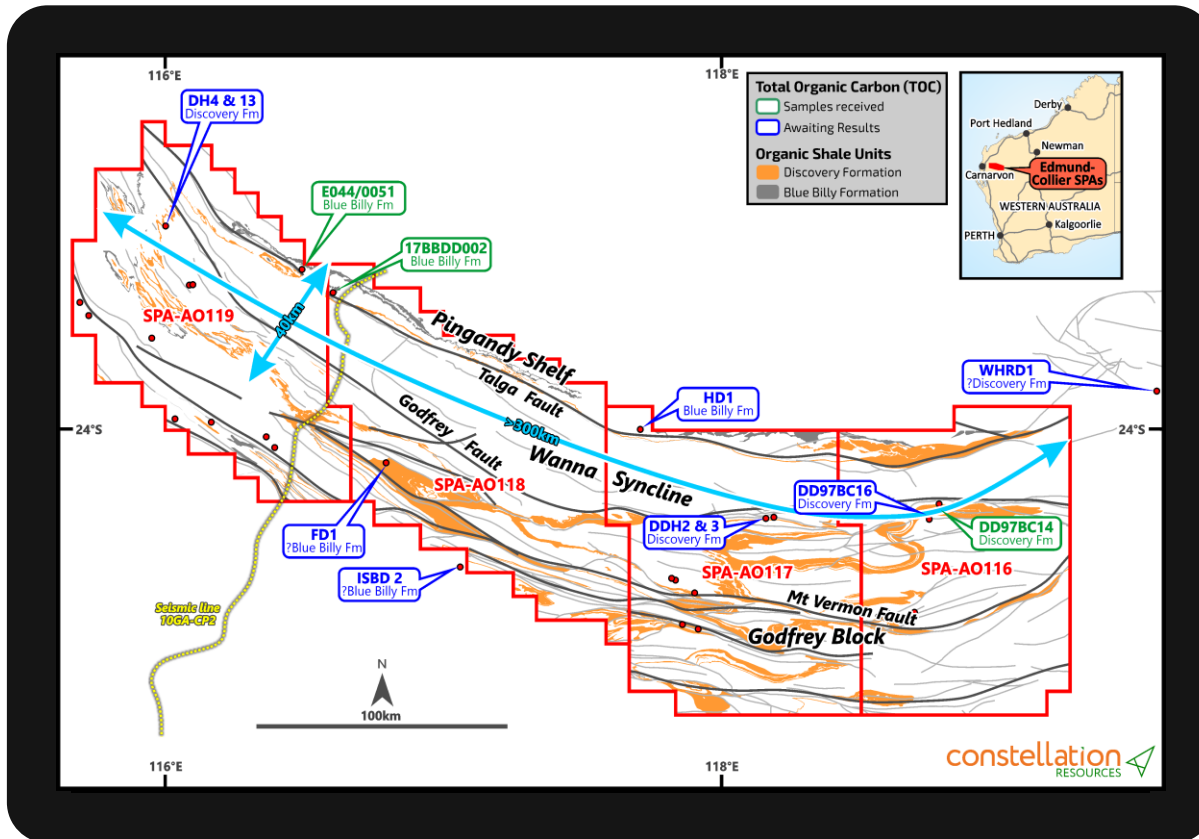 116°E
118°E
DH4 & 13
Discovery Fm
E044/0051
Blue Billy Fm
17BBDD002
Blue Billy Fm
Total Organic Carbon (TOC)
Samples received
Awaiting Results
Organic Shale Units
Discovery Formation
Blue Billy Formation
Derby
Port Hedland
Newman
Carnarvon
Edmund-
Collier SPAs
WESTERN AUSTRALIA
Kalgoorlie
PERTH
SPA-AO119
40km
Pingandy Shelf
Talga Fault
WHRD1
?Discovery Fm
HD1
Blue Billy Fm
24°S
24°S
Godfrey Fault
>300km
Wanna Syncline
SPA-AO118
DD97BC16
Discovery Fm
FD1
?Blue Billy Fm
DDH2 & 3
Discovery Fm
DD97BC14
Discovery Fm
ISBD 2
?Blue Billy Fm
SPA-AO117
SPA-AO116
Mt Vernon Fault
Godfrey Block
Seismic line
10GA-CP2
N
100km
116°E
118°E
constellation
RESOURCES